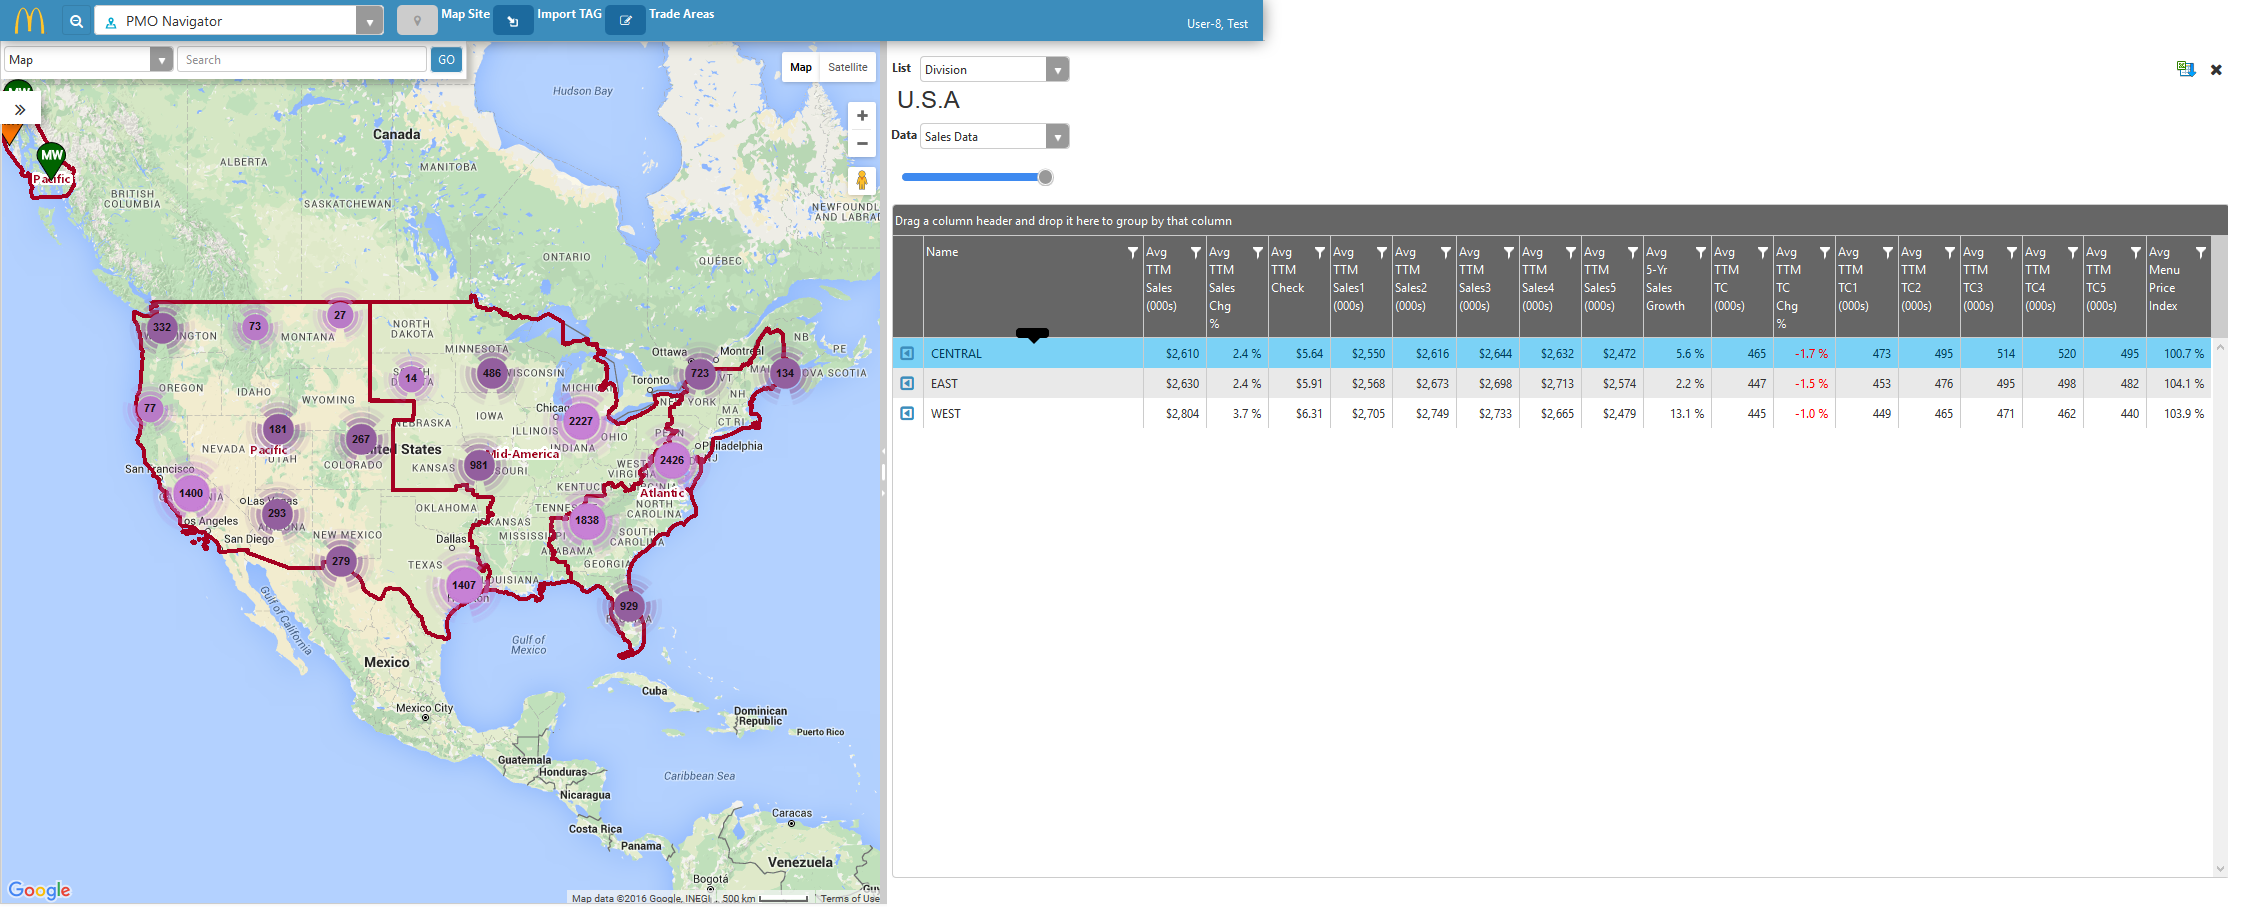 PMO Navigator
Map Site
Import TAG
Trade Areas
User-8, Test
Map
Search
GO
Map
Satellite
MW
Pacific
Hudson Bay
Canada
ALBERTA
MANITOBA
BRITISH
COLUMBIA
SASKATCHEWAN
NEWFOUNDL
AND LABRAD
ONTARIO
QUÉBEC
332
73
27
MONTANA
NORTH
DAKOTA
MINNESOTA
486
WISCONSIN
Ottawa
Montréal
NB
PE
723
134
NOVA SCOTIA
Toronto
VT
NH
MA
CT RI
OREGON
IDAHO
WYOMING
14
MICHIG
NEW YORK
77
IOWA
Chicago
NEBRASKA
ILLINOIS
2227
INDIANA
OHIO
PENN
Philadelphia
NJ
181
267
NEVADA
Pacific
UTAH
COLORADO
United States
KANSAS
981
Mid-America
WEST
VIRGINIA
2426
San Francisco
1400
Las Vegas
KENTUC
Atlantic
Los Angeles
293
San Diego
OKLAHOMA
TENNES
NORTH
CAROLINA
1838
NEW MEXICO
Dallas
MISSISSIPPI
ALABAMA
SOUTH
CAROLINA
279
TEXAS
GEORGIA
1407
LOUISIANA
Houston
929
Gulf of
California
Gulf of
Mexico
Mexico
Mexico City
Cuba
Dominican
Republic
Puerto Rico
Guatemala
Honduras
Caribbean Sea
Nicaragua
Caracas
Costa Rica
Panama
Venezuela
Bogotá
Guy
Google
Map data ©2016 Google, INEGI
500 km
Terms of Use
List
Division
U.S.A
Data
Sales Data
Drag a column header and drop it here to group by that column
Name
Avg TTM Sales (000s)
Avg TTM Sales Chg %
Avg TTM Check
Avg TTM Sales1 (000s)
Avg TTM Sales2 (000s)
Avg TTM Sales3 (000s)
Avg TTM Sales4 (000s)
Avg TTM Sales5 (000s)
Avg 5-Yr Sales Growth
Avg TTM TC (000s)
Avg TTM TC Chg %
Avg TTM TC1 (000s)
Avg TTM TC2 (000s)
Avg TTM TC3 (000s)
Avg TTM TC4 (000s)
Avg TTM TC5 (000s)
Avg Menu Price Index
CENTRAL $2,610 2.4 % $5.64 $2,550 $2,616 $2,644 $2,632 $2,472 5.6 % 465 -1.7 % 473 495 514 520 495 100.7 %
EAST $2,630 2.4 % $5.91 $2,568 $2,673 $2,698 $2,713 $2,574 2.2 % 447 -1.5 % 453 476 495 498 482 104.1 %
WEST $2,804 3.7 % $6.31 $2,705 $2,749 $2,733 $2,665 $2,479 13.1 % 445 -1.0 % 449 465 471 462 440 103.9 %